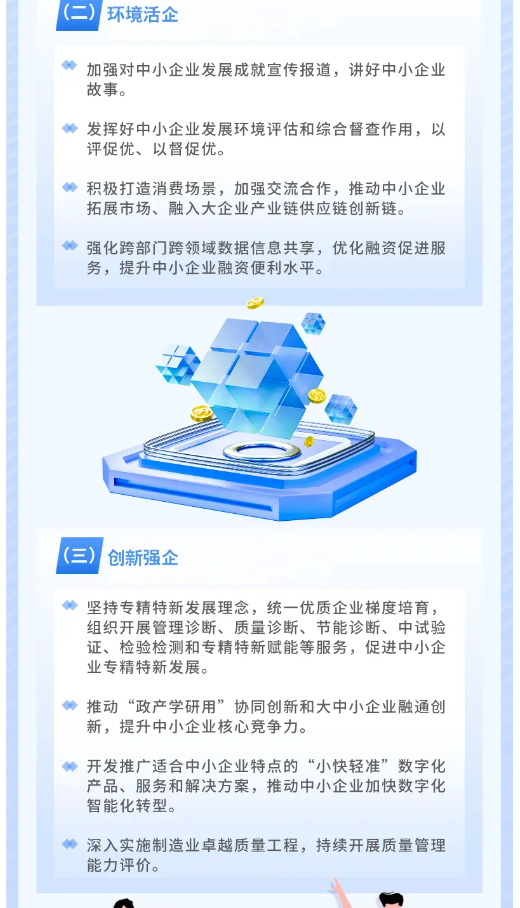 （二） 环境活企
加强对中小企业发展成就宣传报道，讲好中小企业
故事。
发挥好中小企业发展环境评估和综合督查作用，以
评促优、以督促优。
积极打造消费场景，加强交流合作，推动中小企业
拓展市场、融入大企业产业链供应链创新链。
强化跨部门跨领域数据信息共享，优化融资促进服
务，提升中小企业融资便利水平。
（三） 创新强企
坚持专精特新发展理念，统一优质企业梯度培育，
组织开展管理诊断、质量诊断、节能诊断、中试验
证、检验检测和专精特新赋能等服务，促进中小企
业专精特新发展。
推动“政产学研用”协同创新和大中小企业融通创
新，提升中小企业核心竞争力。
开发推广适合中小企业特点的“小快轻准”数字化
产品、服务和解决方案，推动中小企业加快数字化
智能化转型。
深入实施制造业卓越质量工程，持续开展质量管理
能力评价。